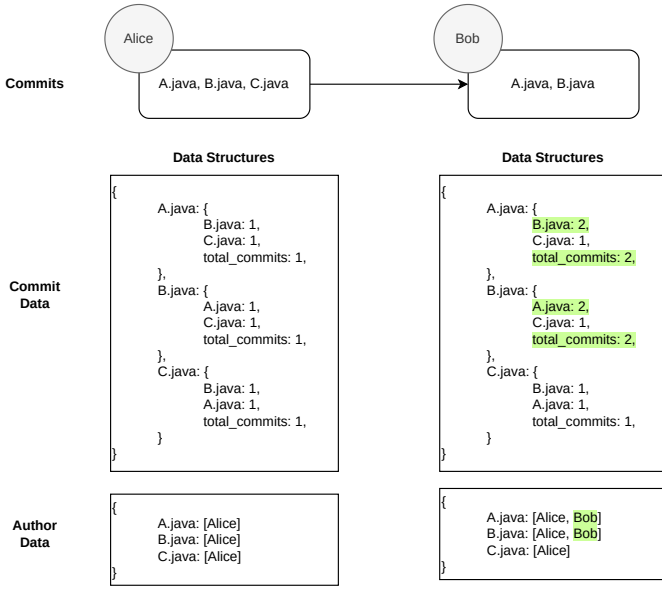 Alice
Bob
Commits
A.java, B.java, C.java
A.java, B.java
Data Structures
Data Structures
Commit
Data
{
A.java: {
B.java: 1,
C.java: 1,
total_commits: 1,
},
B.java: {
A.java: 1,
C.java: 1,
total_commits: 1,
},
C.java: {
B.java: 1,
A.java: 1,
total_commits: 1,
}
}
{
A.java: {
B.java: 2,
C.java: 1,
total_commits: 2,
},
B.java: {
A.java: 2,
C.java: 1,
total_commits: 2,
},
C.java: {
B.java: 1,
A.java: 1,
total_commits: 1,
}
}
Author
Data
{
A.java: [Alice]
B.java: [Alice]
C.java: [Alice]
}
{
A.java: [Alice, Bob]
B.java: [Alice, Bob]
C.java: [Alice]
}